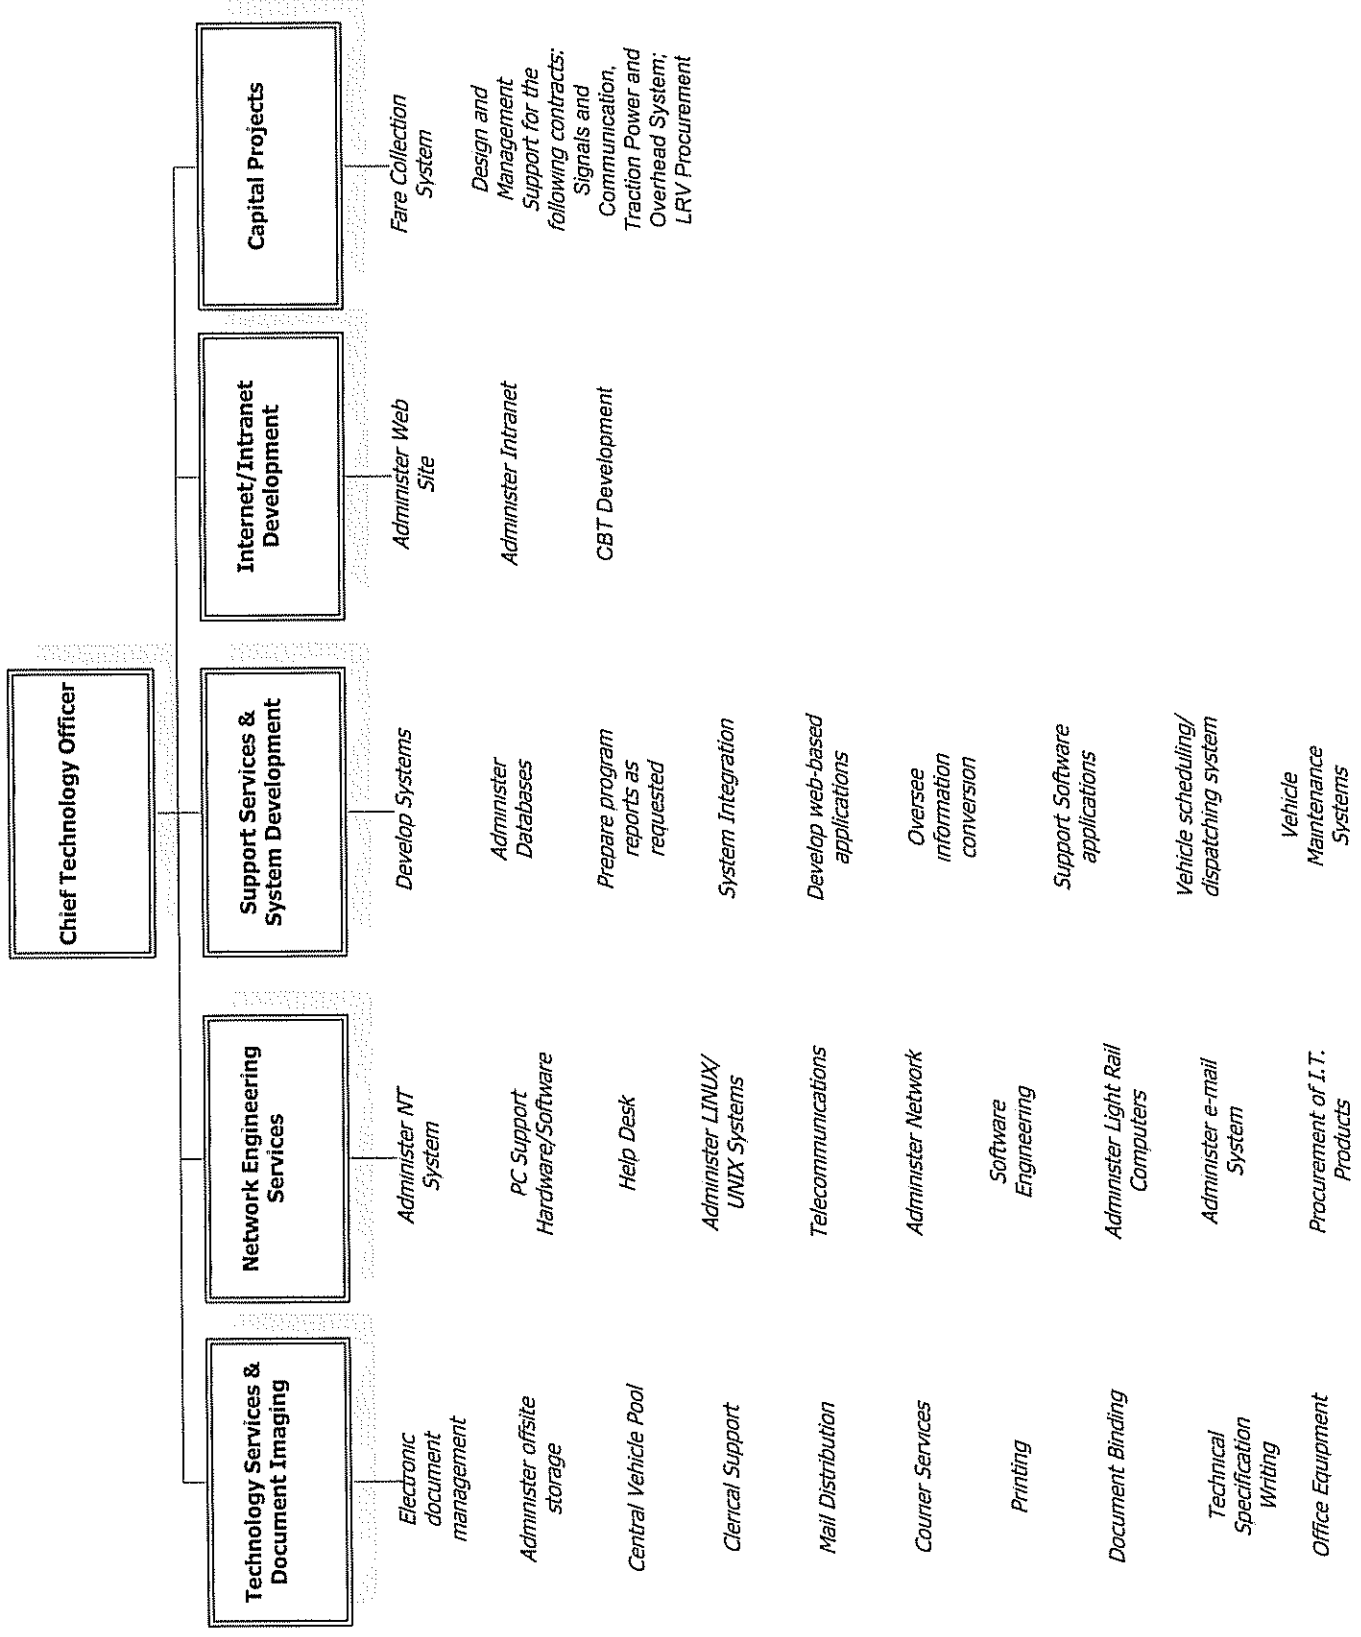 Chief Technology Officer
Technology Services &
Document Imaging
Electronic
document
management
Administer offsite
storage
Central Vehicle Pool
Clerical Support
Mail Distribution
Courier Services
Printing
Document Binding
Technical
Specification
Writing
Office Equipment
Network Engineering
Services
Administer NT
System
PC Support
Hardware/Software
Help Desk
Administer LINUX/
UNIX Systems
Telecommunications
Administer Network
Software
Engineering
Administer Light Rail
Computers
Administer e-mail
System
Procurement of I.T.
Products
Support Services &
System Development
Develop Systems
Administer
Databases
Prepare program
reports as
requested
System Integration
Develop web-based
applications
Oversee
information
conversion
Support Software
applications
Vehicle scheduling/
dispatching system
Vehicle
Maintenance
Systems
Internet/Intranet
Development
Administer Web
Site
Administer Intranet
CBT Development
Capital Projects
Fare Collection
System
Design and
Management
Support for the
following contracts:
Signals and
Communication,
Traction Power and
Overhead System;
LRV Procurement